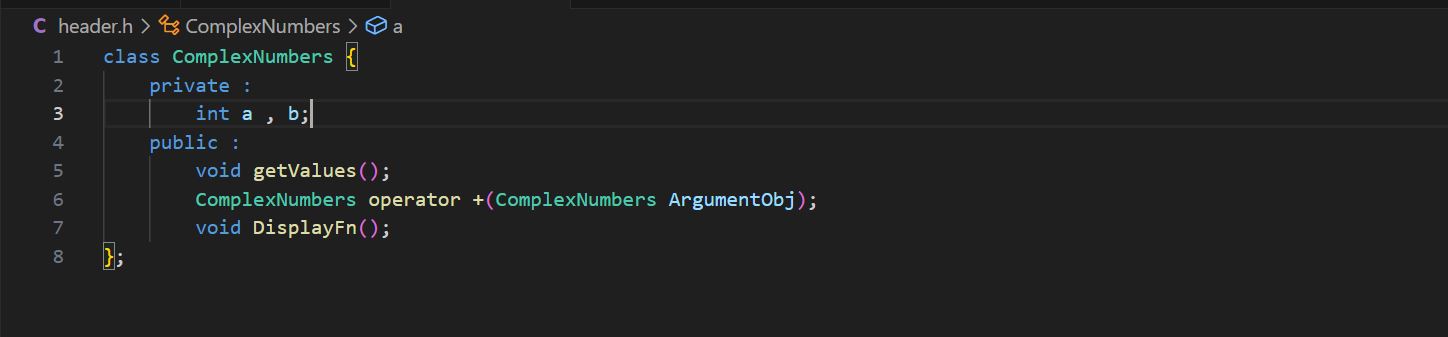 C header.h > ComplexNumbers > a
1 class ComplexNumbers {
2     private :
3         int a , b;
4     public :
5         void getValues();
6         ComplexNumbers operator +(ComplexNumbers ArgumentObj);
7         void DisplayFn();
8 };